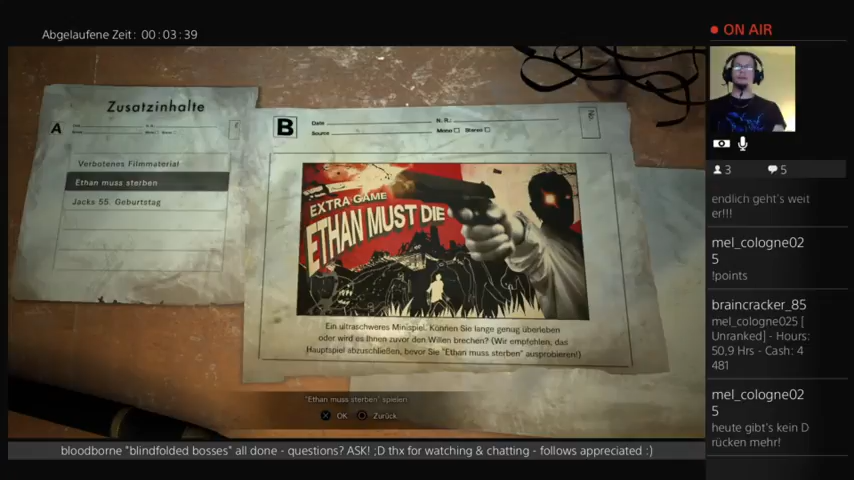 Abgelaufene Zeit: 00:03:39
ON AIR
Zusatzinhalte
A
Verbotenes Filmmaterial
Ethan muss sterben
Jacks 55. Geburtstag
B
Date
N. R.:
Source
Mono
Stereo
EXTRA GAME
ETHAN MUST DIE
Ein ultraschweres Minispiel. Können Sie lange genug überleben
oder wird es Ihnen zuvor den Willen brechen? (Wir empfehlen, das
Hauptspiel abzuschließen, bevor Sie "Ethan muss sterben" ausprobieren!)
"Ethan muss sterben" spielen
OK
Zurück
bloodborne "blindfolded bosses" all done - questions? ASK! ;D thx for watching & chatting - follows appreciated :)
3
5
endlich geht's weit
er!!!
mel_cologne02
5
!points
braincracker_85
mel_cologne025 [
Unranked] - Hours:
50,9 Hrs - Cash: 4
481
mel_cologne02
5
heute gibt's kein D
rücken mehr!